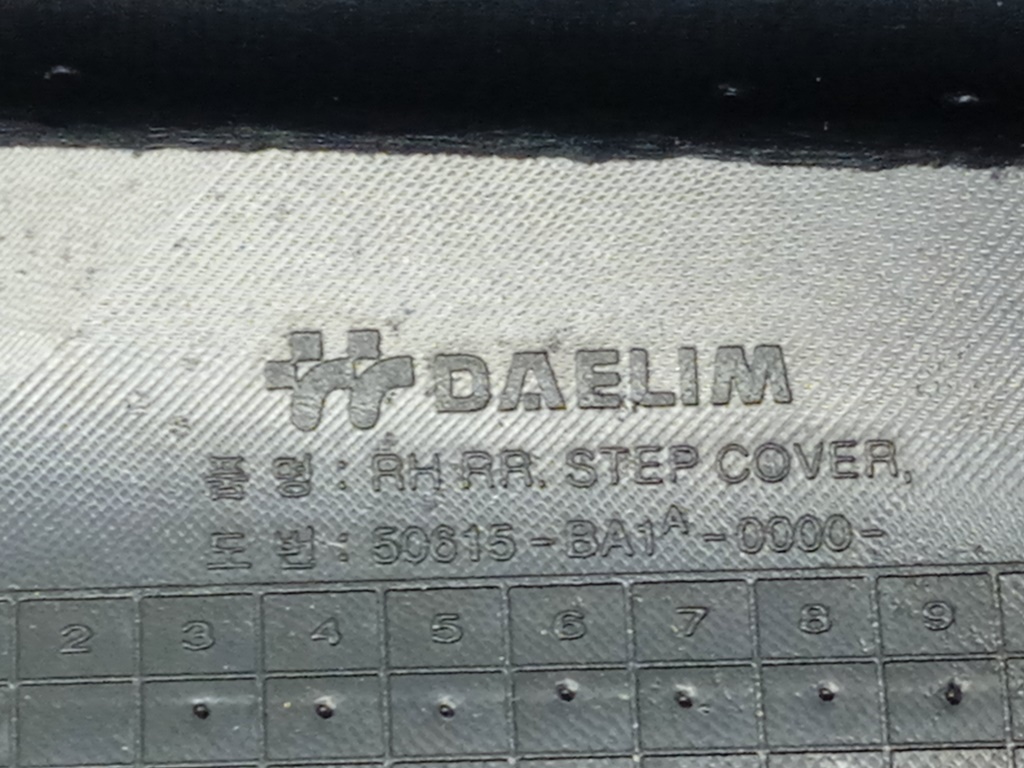 DAELIM
품 명 : RH RR. STEP COVER,
도 번 : 50615-BA1A-0000-
2 3 4 5 6 7 8 9